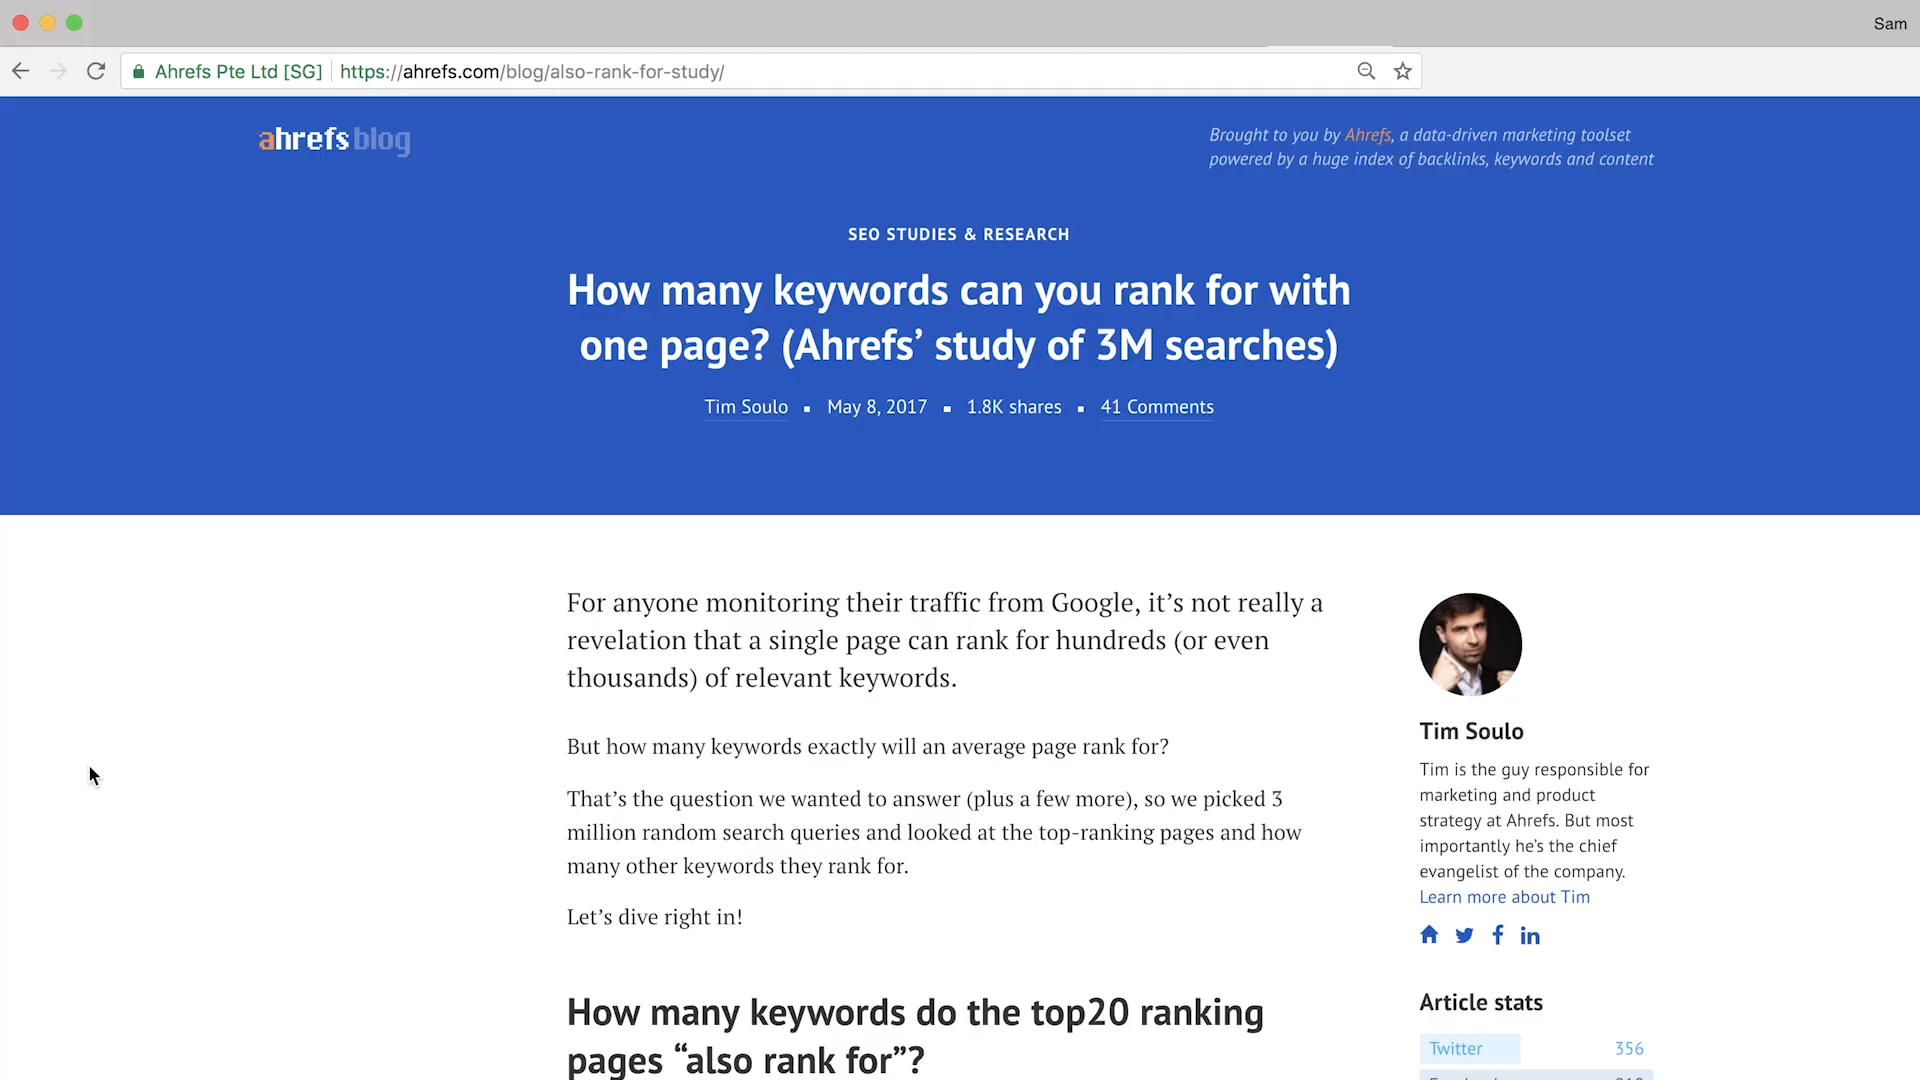 Sam
Ahrefs Pte Ltd [SG] https://ahrefs.com/blog/also-rank-for-study/
ahrefs blog
Brought to you by Ahrefs, a data-driven marketing toolset
powered by a huge index of backlinks, keywords and content
SEO STUDIES & RESEARCH
How many keywords can you rank for with
one page? (Ahrefs’ study of 3M searches)
Tim Soulo ▪ May 8, 2017 ▪ 1.8K shares ▪ 41 Comments
For anyone monitoring their traffic from Google, it’s not really a
revelation that a single page can rank for hundreds (or even
thousands) of relevant keywords.
But how many keywords exactly will an average page rank for?
That’s the question we wanted to answer (plus a few more), so we picked 3
million random search queries and looked at the top-ranking pages and how
many other keywords they rank for.
Let’s dive right in!
How many keywords do the top20 ranking
pages “also rank for”?
Tim Soulo
Tim is the guy responsible for
marketing and product
strategy at Ahrefs. But most
importantly he’s the chief
evangelist of the company.
Learn more about Tim
Article stats
Twitter 356